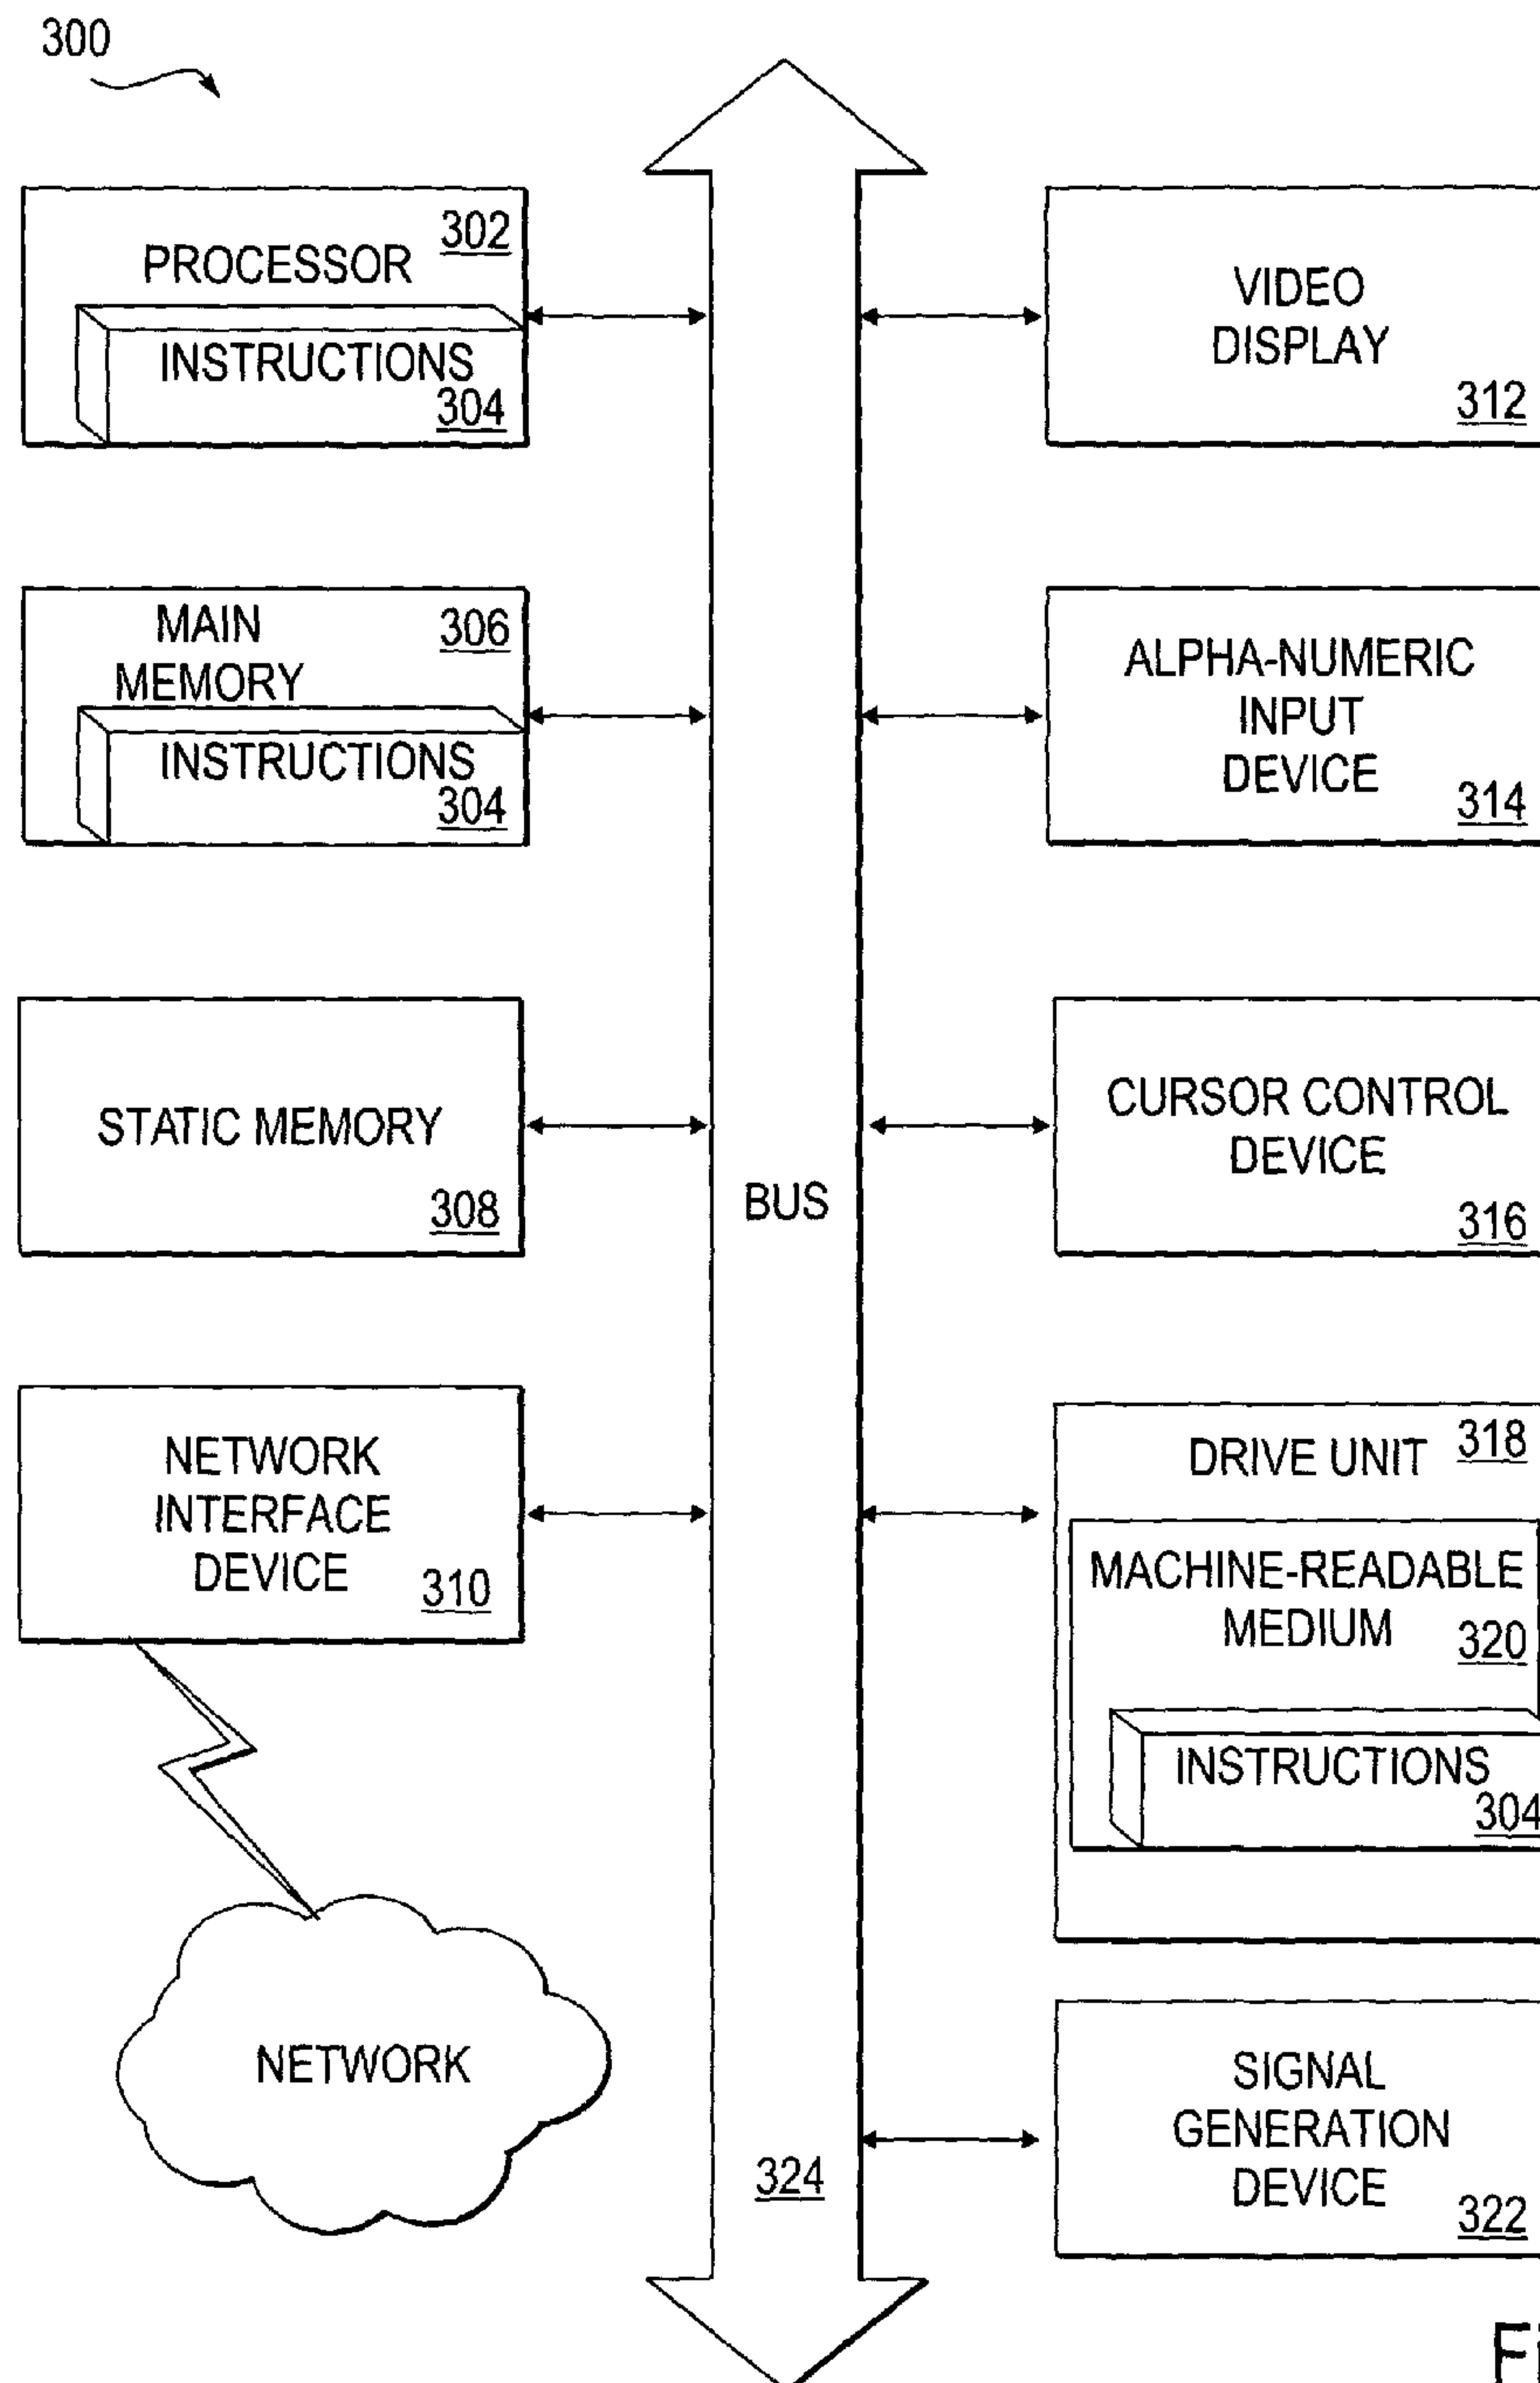 300
302
PROCESSOR
INSTRUCTIONS
304
MAIN
306
MEMORY
INSTRUCTIONS
304
STATIC MEMORY
308
NETWORK
INTERFACE
DEVICE
310
NETWORK
BUS
324
VIDEO
DISPLAY
312
ALPHA-NUMERIC
INPUT
DEVICE
314
CURSOR CONTROL
DEVICE
316
DRIVE UNIT
318
MACHINE-READABLE
MEDIUM
320
INSTRUCTIONS
304
SIGNAL
GENERATION
DEVICE
322